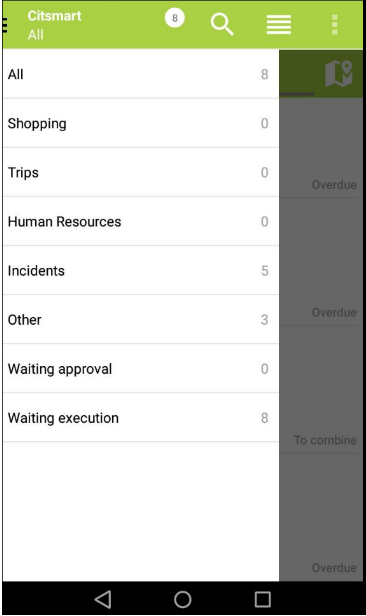 Citsmart
All
8
All 8
Shopping 0
Trips 0
Human Resources 0
Incidents 5
Other 3
Waiting approval 0
Waiting execution 8
Overdue
Overdue
To combine
Overdue